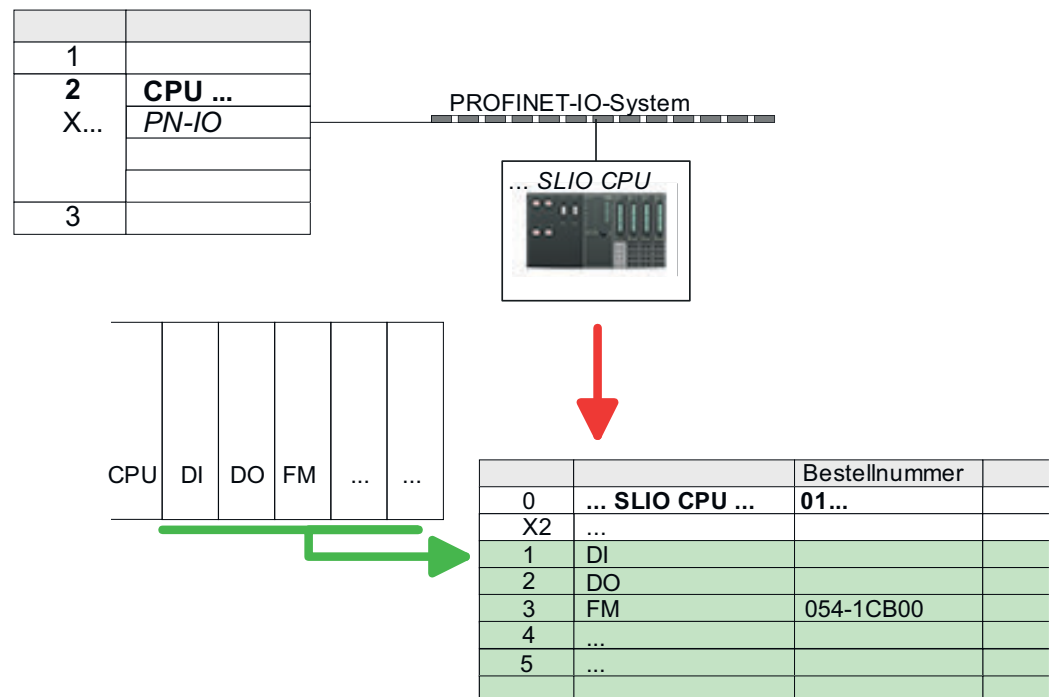 1
2 CPU ...
X... PN-IO
3
PROFINET-IO-System
... SLIO CPU
CPU DI DO FM ... ...
Bestellnummer
0 ... SLIO CPU ... 01...
X2 ...
1 DI
2 DO
3 FM 054-1CB00
4 ...
5 ...